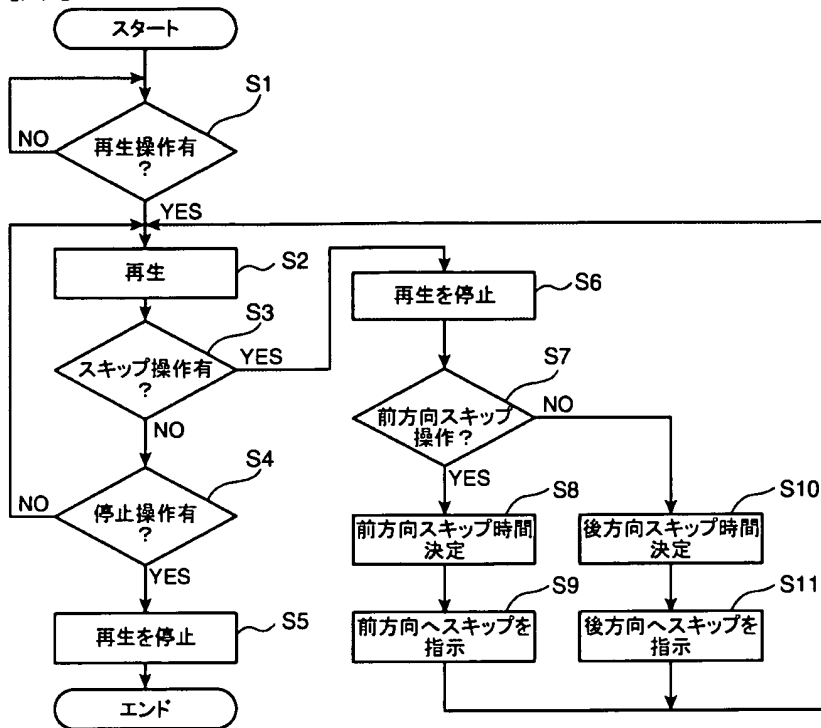 スタート
S1
再生操作有
?
NO
YES
再生
S2
スキップ操作有
?
S3
YES
NO
停止操作有
?
S4
NO
YES
再生を停止
S5
エンド
再生を停止
S6
前方向スキップ
操作?
S7
NO
YES
前方向スキップ時間
決定
S8
前方向へスキップを
指示
S9
後方向スキップ時間
決定
S10
後方向へスキップを
指示
S11